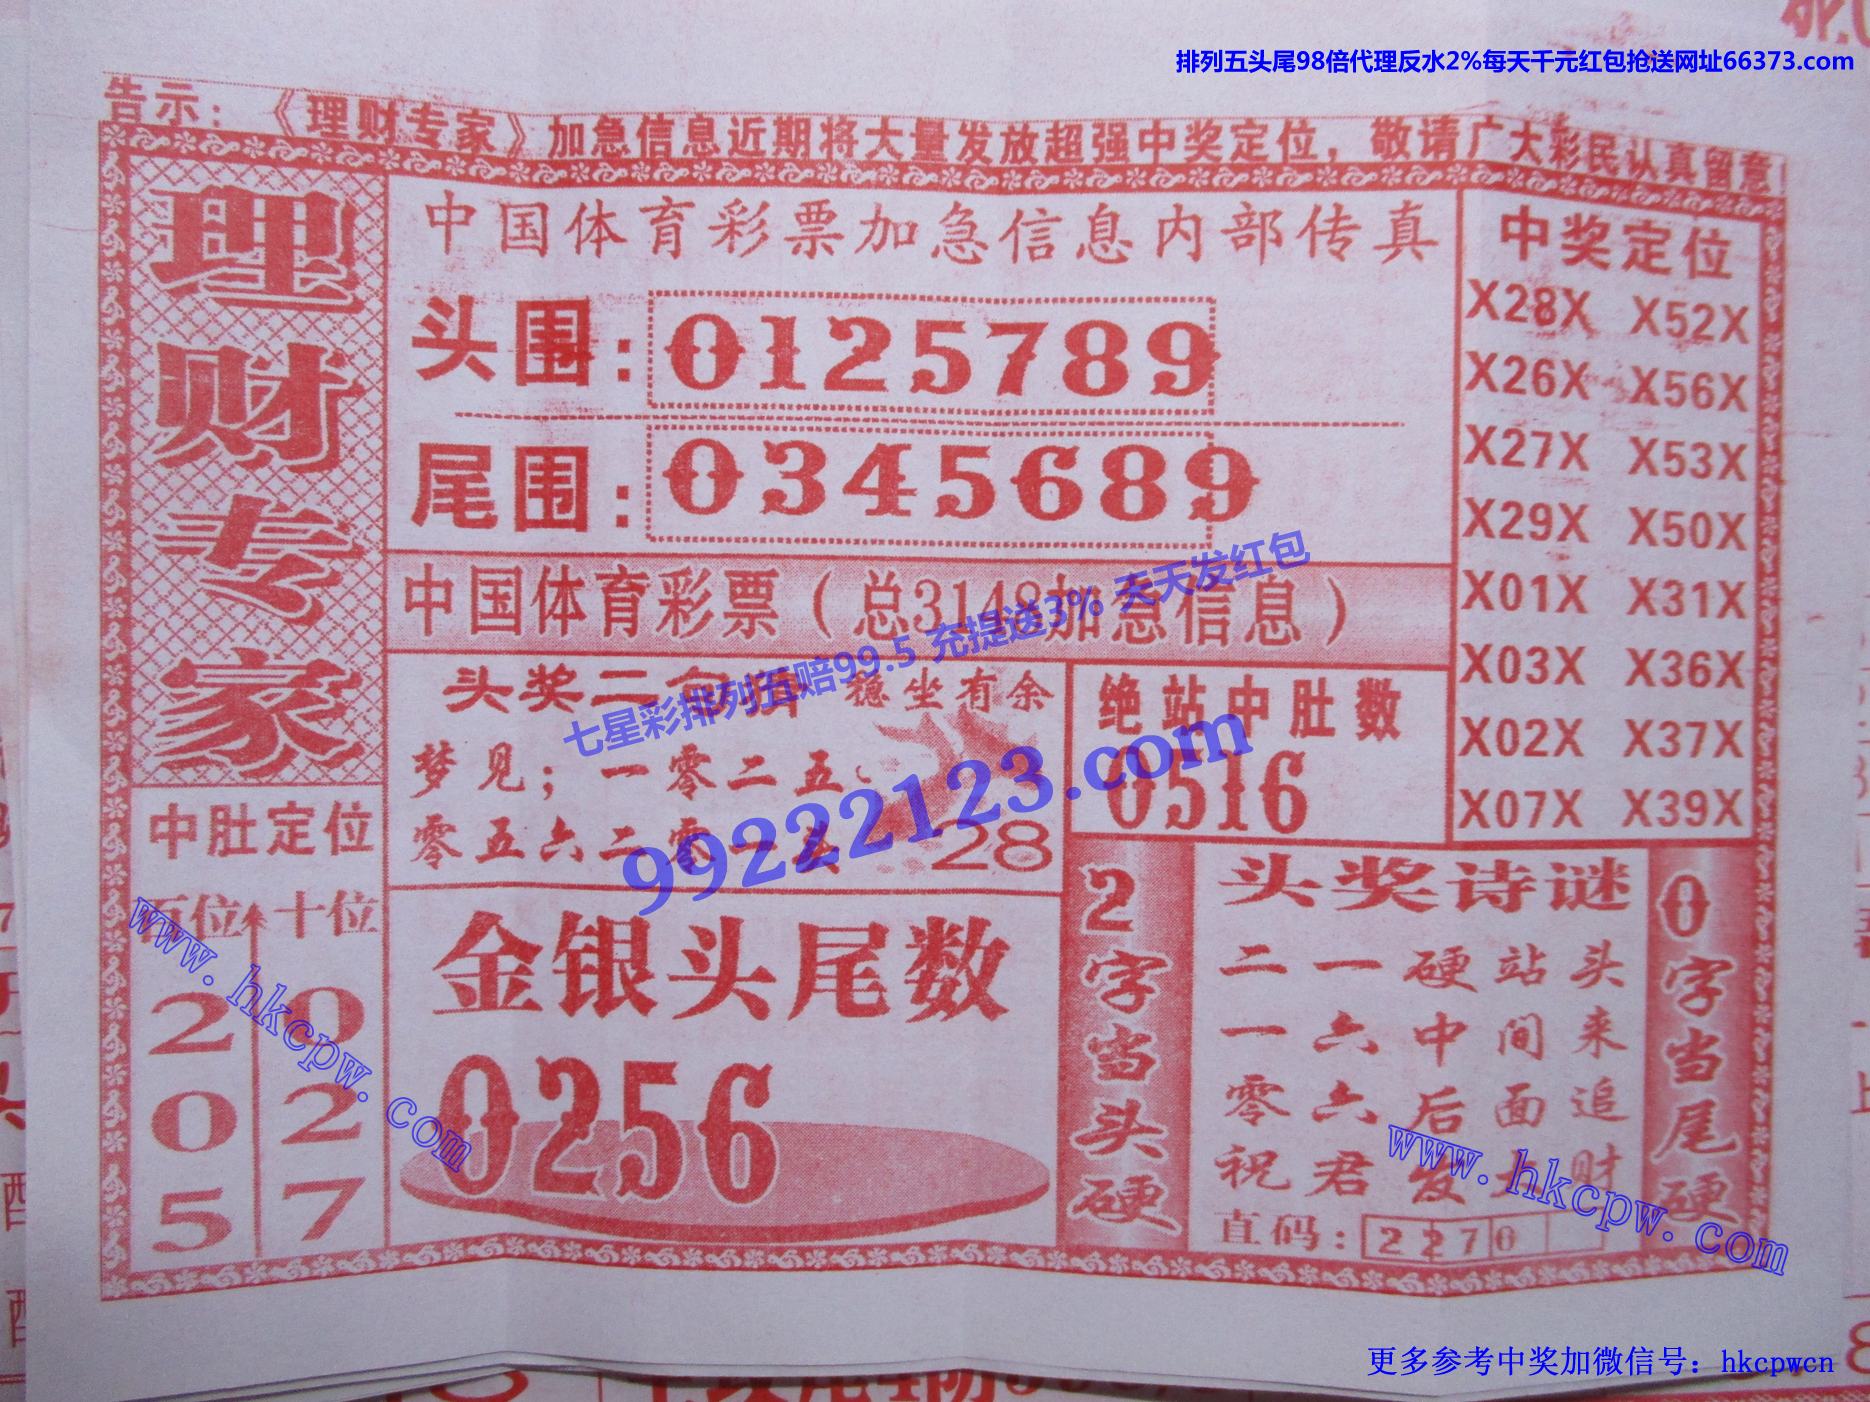 排列五头尾98倍代理反水2%每天千元红包抢送网址66373.com
告示：《理财专家》加急信息近期将大量发放超强中奖定位，敬请广大彩民认真留意
理财专家
中国体育彩票加急信息内部传真
头围：0125789
尾围：0345689
中奖定位
X28X X52X
X26X X56X
X27X X53X
X29X X50X
X01X X31X
X03X X36X
X02X X37X
X07X X39X
中国体育彩票（总3148加急信息）
七星彩排列五赔99.5 充提送3% 天天发红包
99222123.com
头奖二 稳坐有余
梦见；一零二五
零五六二零一头
28
绝站中肚数
0516
中肚定位
百位 十位
2 0
0 2
5 7
金银头尾数
0256
2字当头硬
头奖诗谜
二一硬站头
一六中间来
零六后面追
祝君发 财
直码：2270
0字当尾硬
www.hkcpw.com
www.hkcpw.com
更多参考中奖加微信号：hkcpwcn